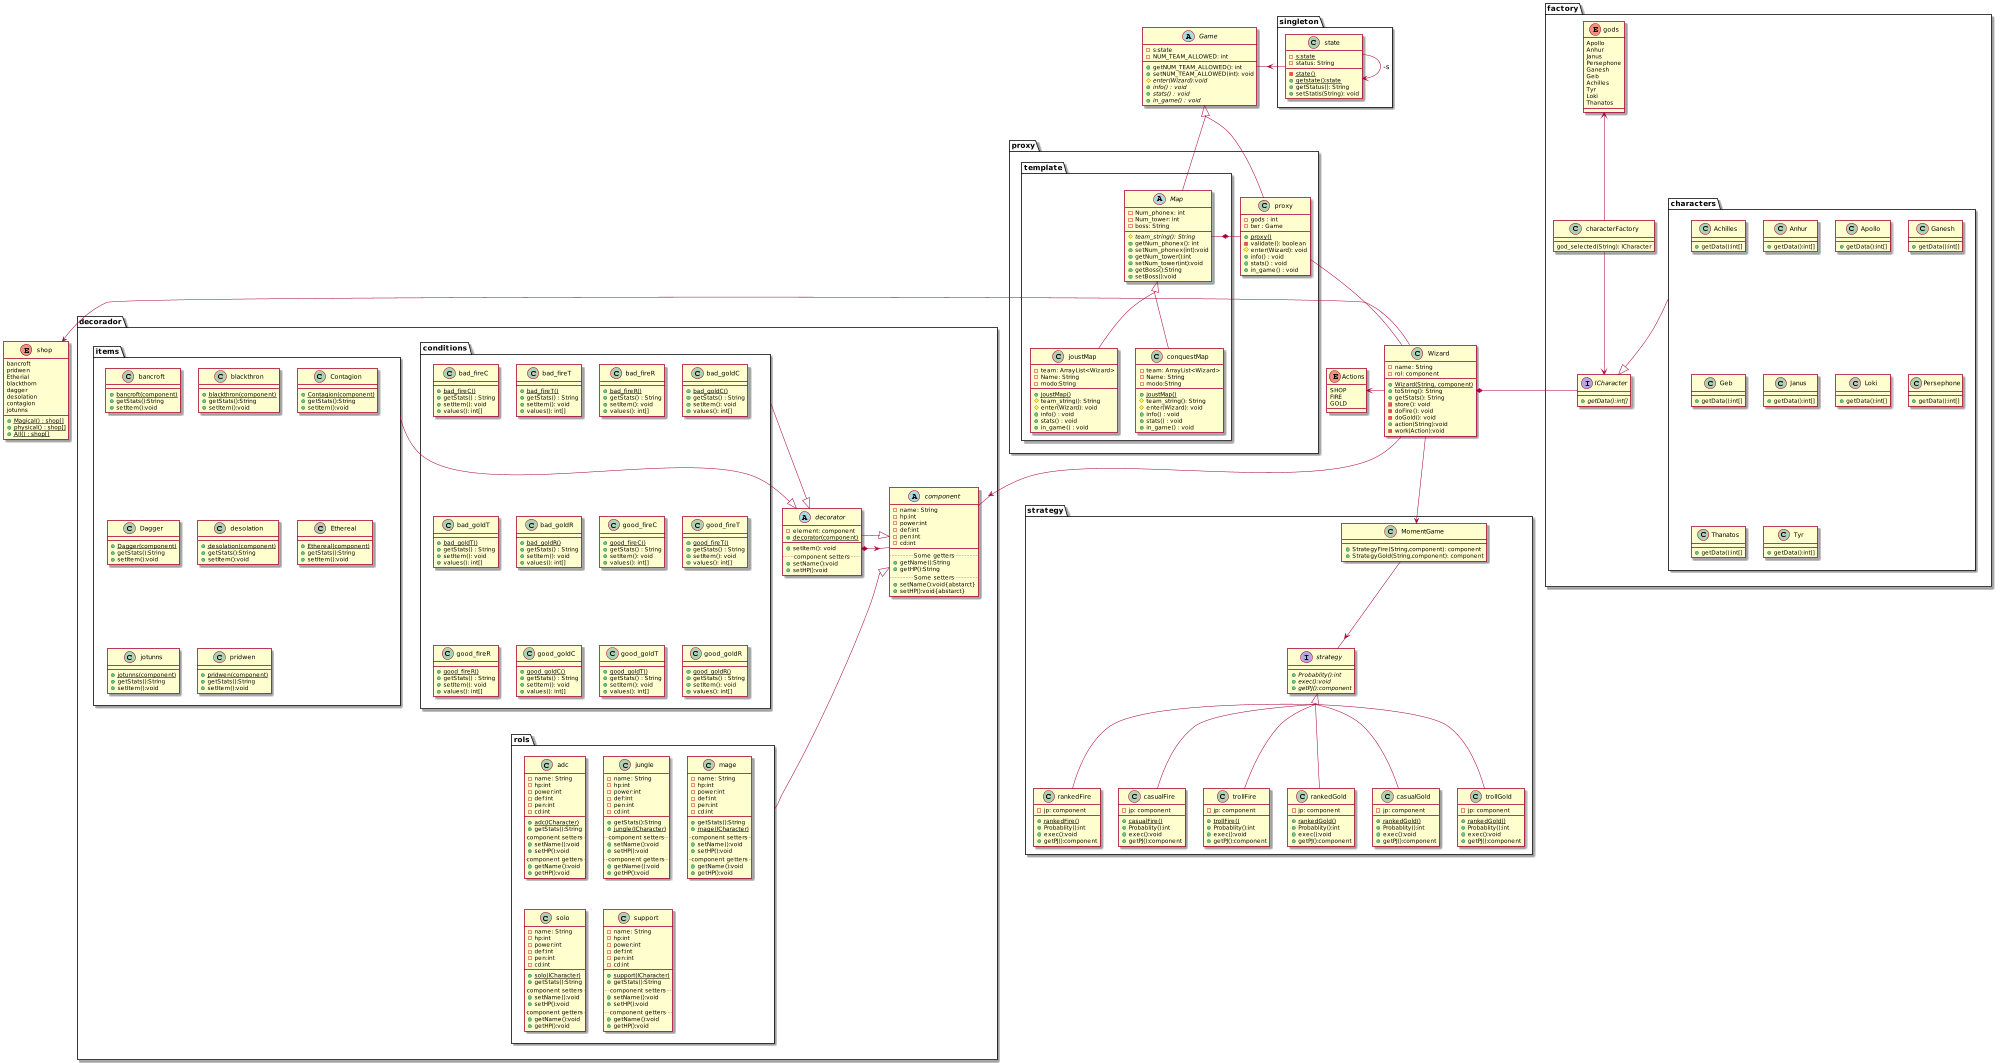 singleton
state
s:state
status: String
state()
getstate():state
getStatus(): String
setStatis(String): void
-s
Game
s:state
NUM_TEAM_ALLOWED: int
getNUM_TEAM_ALLOWED(): int
setNUM_TEAM_ALLOWED(int): void
enter(Wizard):void
info() : void
stats() : void
in_game() : void
factory
gods
Apollo
Anhur
Janus
Persephone
Ganesh
Geb
Achilles
Tyr
Loki
Thanatos
characterFactory
god_selected(String): ICharacter
ICharacter
getData():int[]
characters
Achilles
getData():int[]
Anhur
getData():int[]
Apollo
getData():int[]
Ganesh
getData():int[]
Geb
getData():int[]
Janus
getData():int[]
Loki
getData():int[]
Persephone
getData():int[]
Thanatos
getData():int[]
Tyr
getData():int[]
proxy
template
Map
Num_phonex: int
Num_tower: int
boss: String
team_string(): String
getNum_phonex(): int
setNum_phonex(int):void
getNum_tower():int
setNum_tower(int):void
getBoss():String
setBoss():void
proxy
gods : int
twr : Game
proxy()
validate(): boolean
enter(Wizard): void
info() : void
stats() : void
in_game() : void
joustMap
team: ArrayList<Wizard>
Name: String
modo:String
joustMap()
team_string(): String
enter(Wizard): void
info() : void
stats() : void
in_game() : void
conquestMap
team: ArrayList<Wizard>
Name: String
modo:String
joustMap()
team_string(): String
enter(Wizard): void
info() : void
stats() : void
in_game() : void
Actions
SHOP
FIRE
GOLD
Wizard
name: String
rol: component
Wizard(String, component)
toString(): String
getStats(): String
store(): void
doFire(): void
doGold(): void
action(String):void
work(Action):void
shop
bancroft
pridwen
Etherial
blackthorn
dagger
desolation
contagion
jotunns
Magical() : shop[]
physical() : shop[]
All() : shop[]
decorador
items
bancroft
bancroft(component)
getStats():String
setItem():void
blackthron
blackthron(component)
getStats():String
setItem():void
Contagion
Contagion(component)
getStats():String
setItem():void
Dagger
Dagger(component)
getStats():String
setItem():void
desolation
desolation(component)
getStats():String
setItem():void
Ethereal
Ethereal(component)
getStats():String
setItem():void
jotunns
jotunns(component)
getStats():String
setItem():void
pridwen
pridwen(component)
getStats():String
setItem():void
conditions
bad_fireC
bad_fireC()
getStats() : String
setItem(): void
values(): int[]
bad_fireT
bad_fireT()
getStats() : String
setItem(): void
values(): int[]
bad_fireR
bad_fireR()
getStats() : String
setItem(): void
values(): int[]
bad_goldC
bad_goldC()
getStats() : String
setItem(): void
values(): int[]
bad_goldT
bad_goldT()
getStats() : String
setItem(): void
values(): int[]
bad_goldR
bad_goldR()
getStats() : String
setItem(): void
values(): int[]
good_fireC
good_fireC()
getStats() : String
setItem(): void
values(): int[]
good_fireT
good_fireT()
getStats() : String
setItem(): void
values(): int[]
good_fireR
good_fireR()
getStats() : String
setItem(): void
values(): int[]
good_goldC
good_goldC()
getStats() : String
setItem(): void
values(): int[]
good_goldT
good_goldT()
getStats() : String
setItem(): void
values(): int[]
good_goldR
good_goldR()
getStats() : String
setItem(): void
values(): int[]
decorator
element: component
decorator(component)
setItem(): void
component setters
setName():void
setHP():void
component
name: String
hp:int
power:int
def:int
pen:int
cd:int
Some getters
getName():String
getHP():String
Some setters
setName():void{abstarct}
setHP():void{abstarct}
rols
adc
name: String
hp:int
power:int
def:int
pen:int
cd:int
adc(ICharacter)
getStats():String
component setters
setName():void
setHP():void
component getters
getName():void
getHP():void
jungle
name: String
hp:int
power:int
def:int
pen:int
cd:int
getStats():String
jungle(ICharacter)
component setters
setName():void
setHP():void
component getters
getName():void
getHP():void
mage
name: String
hp:int
power:int
def:int
pen:int
cd:int
getStats():String
mage(ICharacter)
component setters
setName():void
setHP():void
component getters
getName():void
getHP():void
solo
name: String
hp:int
power:int
def:int
pen:int
cd:int
solo(ICharacter)
getStats():String
component setters
setName():void
setHP():void
component getters
getName():void
getHP():void
support
name: String
hp:int
power:int
def:int
pen:int
cd:int
support(ICharacter)
getStats():String
component setters
setName():void
setHP():void
component getters
getName():void
getHP():void
strategy
MomentGame
StrategyFire(String,component): component
StrategyGold(String,component): component
strategy
Probablity():int
exec():void
getPJ():component
rankedFire
jp: component
rankedFire()
Probablity():int
exec():void
getPJ():component
casualFire
jp: component
casualFire()
Probablity():int
exec():void
getPJ():component
trollFire
jp: component
trollFire()
Probablity():int
exec():void
getPJ():component
rankedGold
jp: component
rankedGold()
Probablity():int
exec():void
getPJ():component
casualGold
jp: component
rankedGold()
Probablity():int
exec():void
getPJ():component
trollGold
jp: component
rankedGold()
Probablity():int
exec():void
getPJ():component